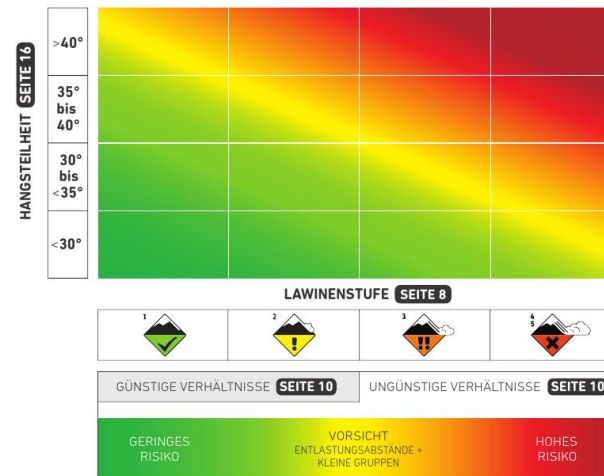 HANGSTEILHEIT SEITE 16
>40°
35°
bis
40°
30°
bis
<35°
<30°
LAWINENSTUFE SEITE 8
1
2
3
4
5
GÜNSTIGE VERHÄLTNISSE SEITE 10
UNGÜNSTIGE VERHÄLTNISSE SEITE 10
GERINGES
RISIKO
VORSICHT
ENTLASTUNGSABSTÄNDE +
KLEINE GRUPPEN
HOHES
RISIKO